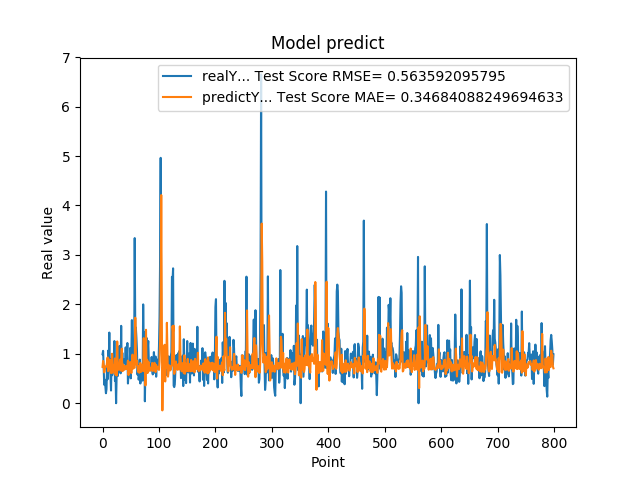 Model predict
realY... Test Score RMSE= 0.563592095795
predictY... Test Score MAE= 0.34684088249694633
Real value
7
6
5
4
3
2
1
0
0 100 200 300 400 500 600 700 800
Point